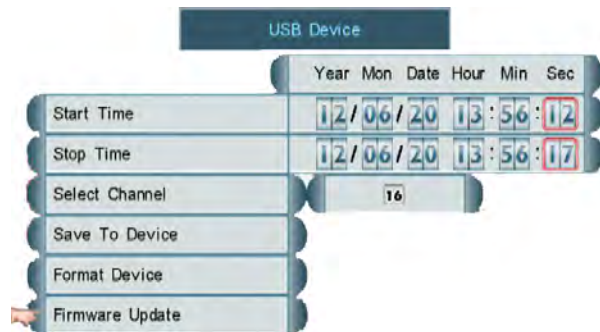 USB Device
Year Mon Date Hour Min Sec
Start Time 12/06/20 13:56:12
Stop Time 12/06/20 13:56:17
Select Channel 16
Save To Device
Format Device
Firmware Update